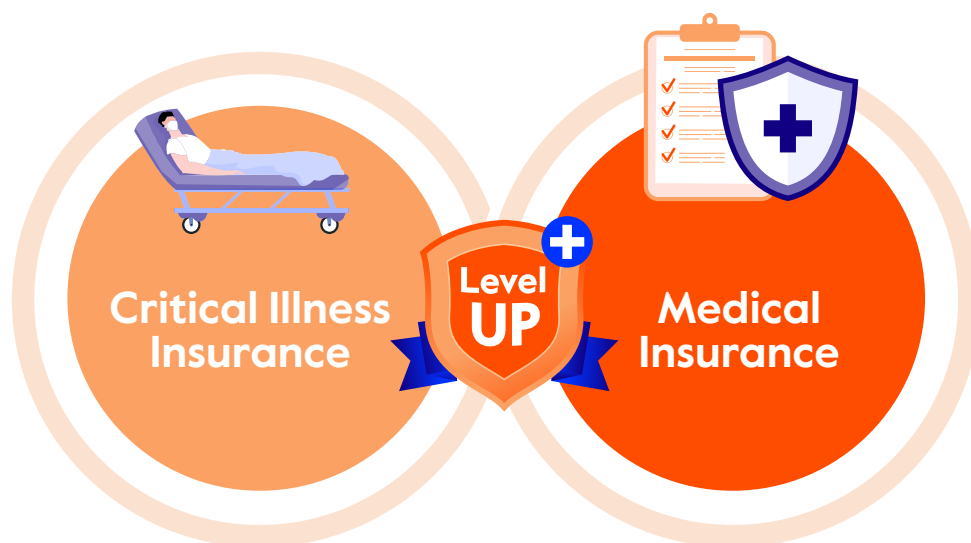 Critical Illness
Insurance
Level
UP
Medical
Insurance